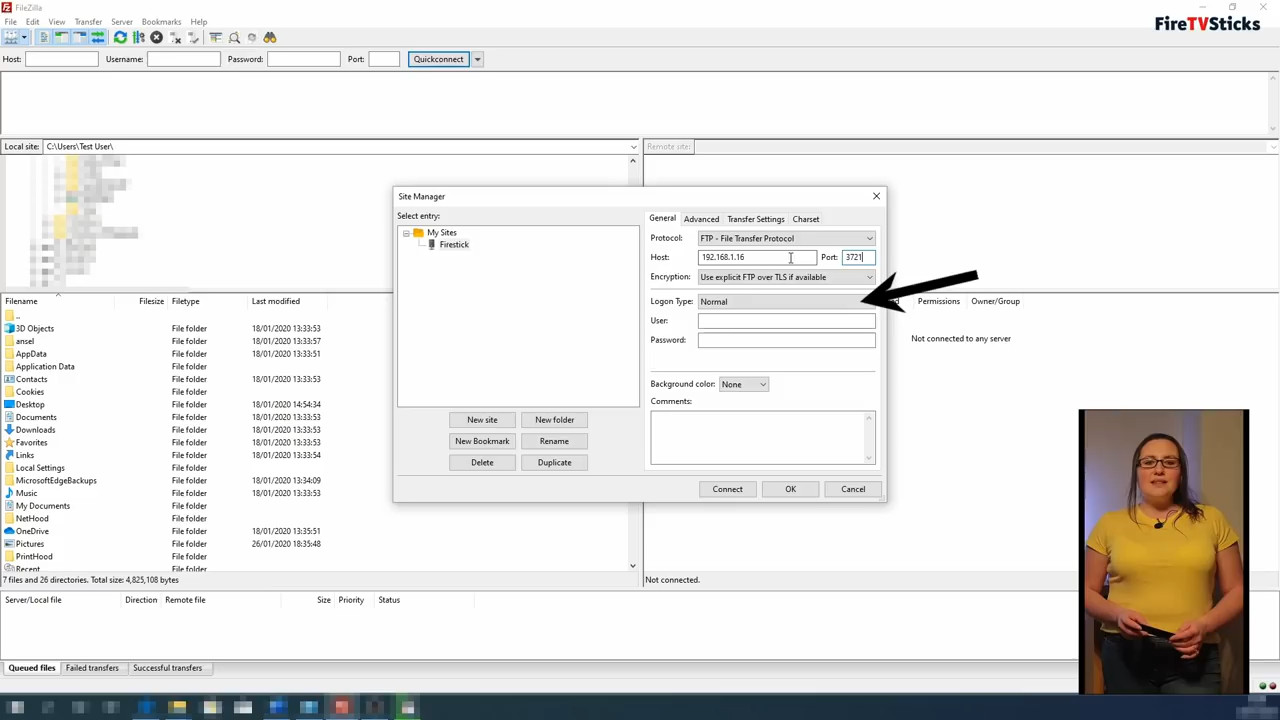 FileZilla
File Edit View Transfer Server Bookmarks Help
FireTVSticks
Host: Username: Password: Port: Quickconnect
Local site: C:\Users\Test User\
Remote site:
Site Manager
Select entry:
My Sites
Firestick
New site New folder
New Bookmark Rename
Delete Duplicate
General Advanced Transfer Settings Charset
Protocol: FTP - File Transfer Protocol
Host: 192.168.1.16 Port: 3721
Encryption: Use explicit FTP over TLS if available
Logon Type: Normal
User:
Password:
Background color: None
Comments:
Connect OK Cancel
Filename Filesize Filetype Last modified
..
3D Objects File folder 18/01/2020 13:33:53
ansel File folder 18/01/2020 13:33:57
AppData File folder 18/01/2020 13:33:51
Application Data File folder
Contacts File folder 18/01/2020 13:33:53
Cookies File folder
Desktop File folder 28/01/2020 14:54:34
Documents File folder 18/01/2020 13:33:53
Downloads File folder 18/01/2020 13:33:53
Favorites File folder 18/01/2020 13:33:53
Links File folder 18/01/2020 13:33:54
Local Settings File folder
MicrosoftEdgeBackups File folder 18/01/2020 13:34:09
Music File folder 18/01/2020 13:33:53
My Documents File folder
NetHood File folder
OneDrive File folder 18/01/2020 13:35:51
Pictures File folder 26/01/2020 18:35:48
PrintHood File folder
Recent File folder
7 files and 26 directories. Total size: 4,825,108 bytes
Permissions Owner/Group
Not connected to any server
Not connected.
Server/Local file Direction Remote file Size Priority Status
Queued files Failed transfers Successful transfers